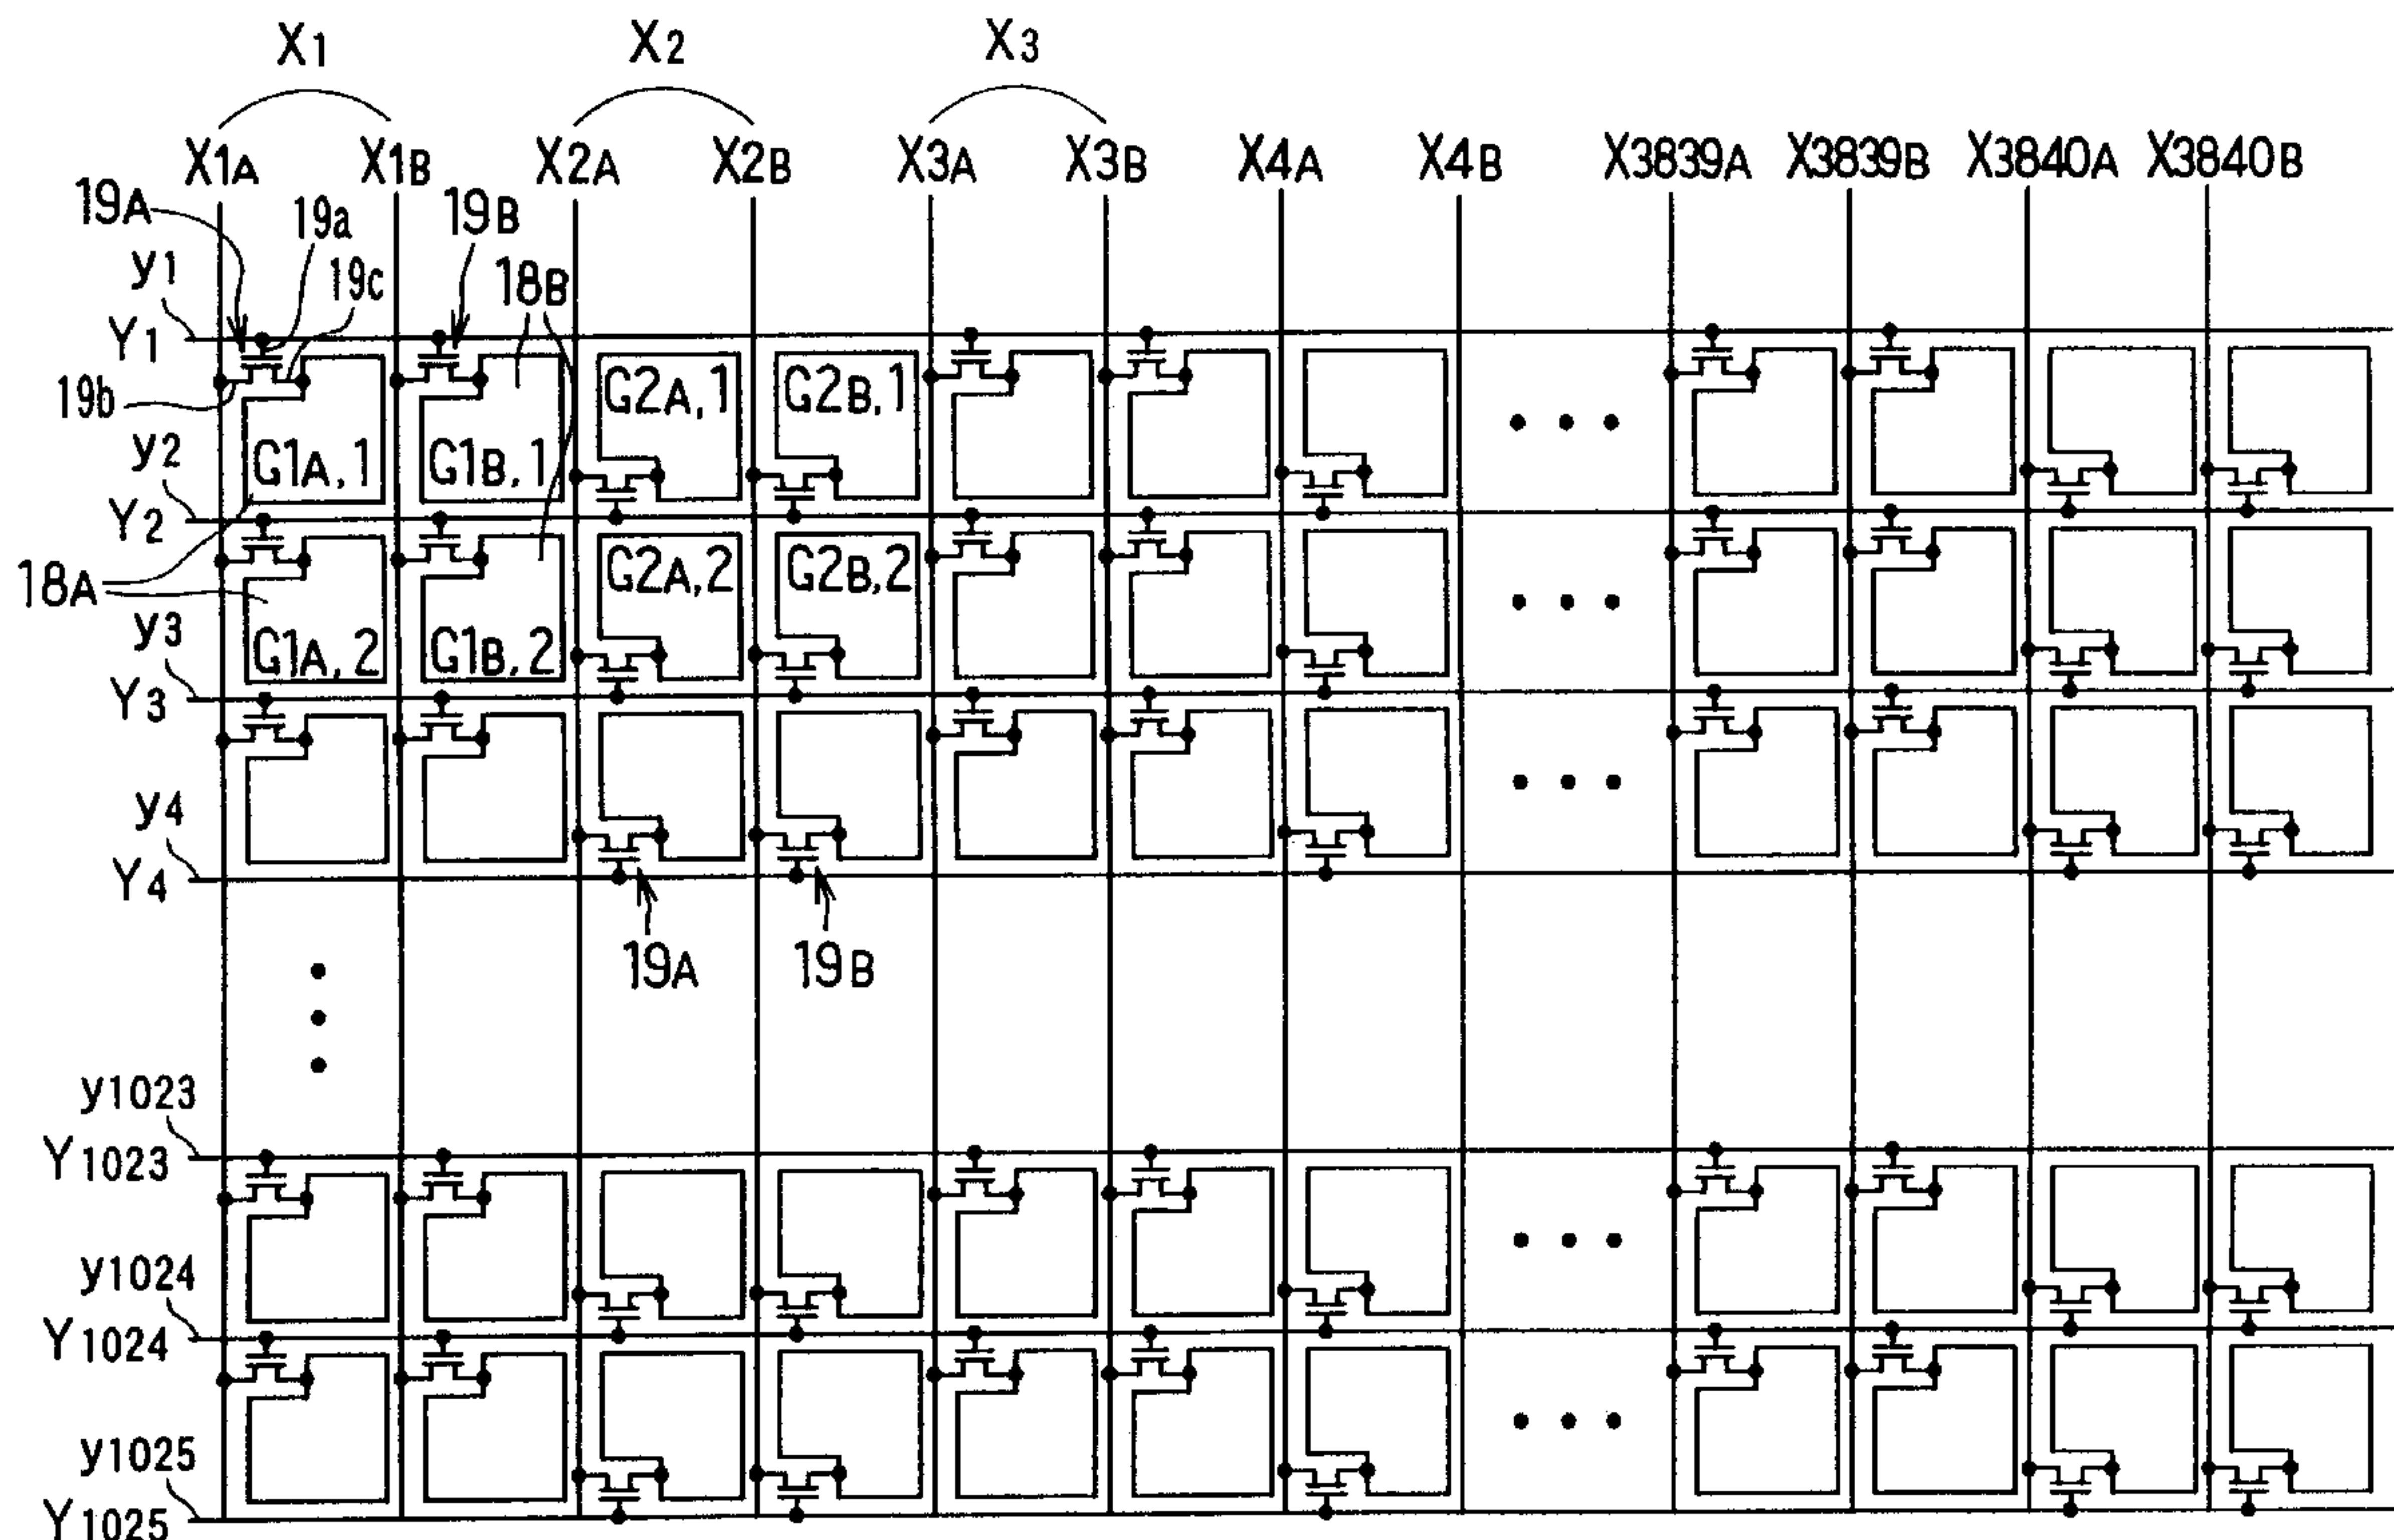 X1 X2 X3
X1A X1B X2A X2B X3A X3B X4A X4B X3839A X3839B X3840A X3840B
19A 19a 19B
y1 19c 18B
Y1
19b G2A,1 G2B,1
y2 G1A,1 G1B,1
Y2
18A G2A,2 G2B,2
y3 G1A,2 G1B,2
Y3
y4
Y4
19A 19B
y1023
Y1023
y1024
Y1024
y1025
Y1025